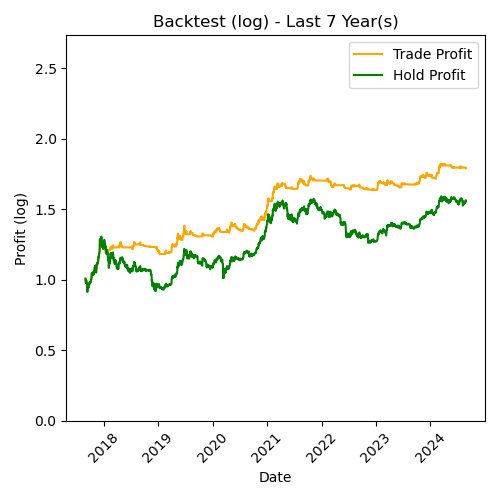 Backtest (log) - Last 7 Year(s)
Trade Profit
Hold Profit
Profit (log)
2.5
2.0
1.5
1.0
0.5
0.0
2018
2019
2020
2021
2022
2023
2024
Date